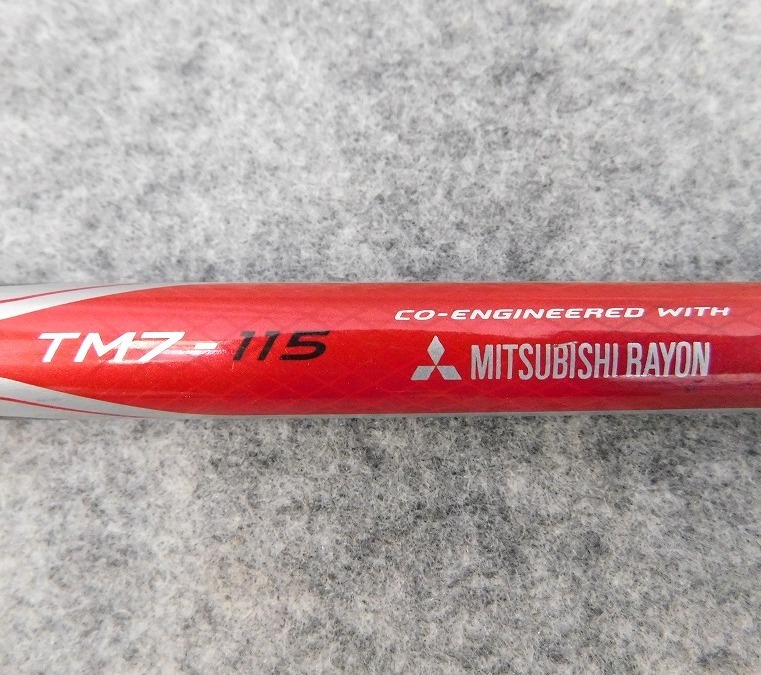 TM7-115
CO-ENGINEERED WITH
MITSUBISHI RAYON